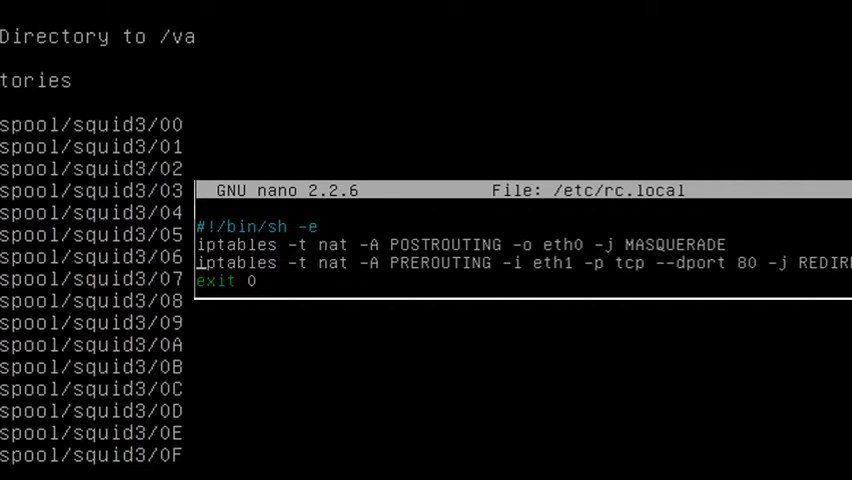 Directory to /va
tories
spool/squid3/00
spool/squid3/01
spool/squid3/02
spool/squid3/03
spool/squid3/04
spool/squid3/05
spool/squid3/06
spool/squid3/07
spool/squid3/08
spool/squid3/09
spool/squid3/0A
spool/squid3/0B
spool/squid3/0C
spool/squid3/0D
spool/squid3/0E
spool/squid3/0F
GNU nano 2.2.6 File: /etc/rc.local
#!/bin/sh -e
iptables -t nat -A POSTROUTING -o eth0 -j MASQUERADE
iptables -t nat -A PREROUTING -i eth1 -p tcp --dport 80 -j REDIR
exit 0